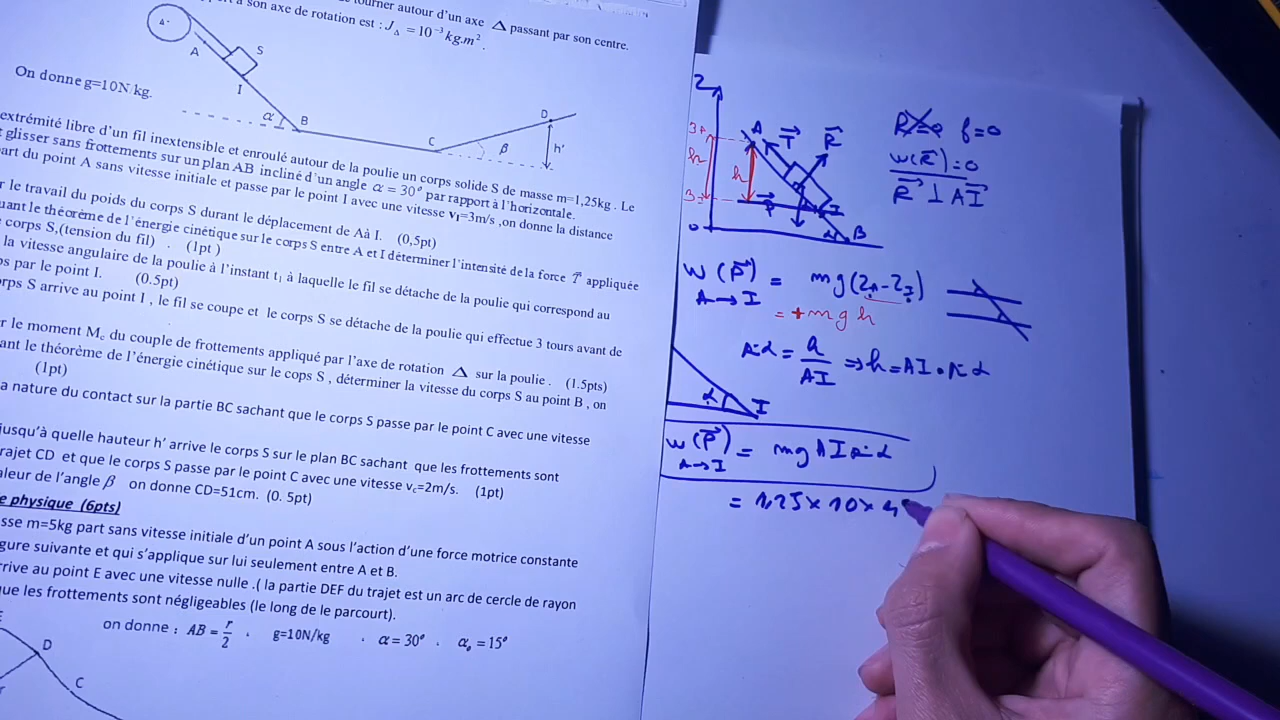 tourner autour d'un axe Δ passant par son centre.
à son axe de rotation est : J_Δ = 10⁻³ kg.m².
Δ
S
A
I
On donne g=10N/kg.
α
B
C
D
β
h'
extrémité libre d'un fil inextensible et enroulé autour de la poulie un corps solide S de masse m=1,25kg . Le
glisser sans frottements sur un plan AB incliné d'un angle α = 30° par rapport à l'horizontale.
part du point A sans vitesse initiale et passe par le point I avec une vitesse v_I=3m/s ,on donne la distance
r le travail du poids du corps S durant le déplacement de Aà I. (0,5pt)
quant le théorème de l'énergie cinétique sur le corps S entre A et I déterminer l'intensité de la force T⃗ appliquée
corps S,(tension du fil) . (1pt)
la vitesse angulaire de la poulie à l'instant t₁ à laquelle le fil se détache de la poulie qui correspond au
ps par le point I. (0.5pt)
orps S arrive au point I , le fil se coupe et le corps S se détache de la poulie qui effectue 3 tours avant de
r le moment M_c du couple de frottements appliqué par l'axe de rotation Δ sur la poulie . (1.5pts)
ant le théorème de l'énergie cinétique sur le cops S , déterminer la vitesse du corps S au point B , on
(1pt)
a nature du contact sur la partie BC sachant que le corps S passe par le point C avec une vitesse
jusqu'à quelle hauteur h' arrive le corps S sur le plan BC sachant que les frottements sont
trajet CD et que le corps S passe par le point C avec une vitesse v_c=2m/s. (1pt)
aleur de l'angle β on donne CD=51cm. (0. 5pt)
e physique (6pts)
sse m=5kg part sans vitesse initiale d'un point A sous l'action d'une force motrice constante
gure suivante et qui s'applique sur lui seulement entre A et B.
rrive au point E avec une vitesse nulle .( la partie DEF du trajet est un arc de cercle de rayon
que les frottements sont négligeables (le long de le parcourt).
on donne : AB = r/2 . g=10N/kg . α = 30° . α₀ = 15°
E
D
C
Z
A
T⃗
R⃗
h
h
P⃗
I
α
B
0
f=0
W(R⃗)=0
R⃗ ⊥ AI⃗
W(P⃗) = mg(Z_A-Z_I)
A→I
= +mgh
sin α = h/AI ⇒ h = AI . sin α
α
I
W(P⃗) = mg AI sin α
A→I
= 1,25 × 10 ×